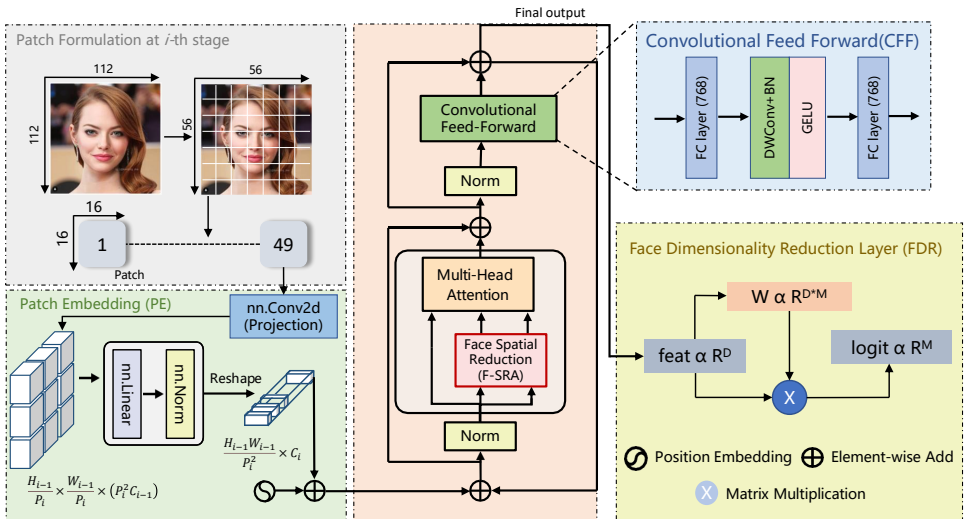 Final output
Patch Formulation at i-th stage
112
56
112
56
16
16
1
49
Patch
Patch Embedding (PE)
nn.Conv2d
(Projection)
nn.Linear
nn.Norm
Reshape
H_{i-1}/P_i × W_{i-1}/P_i × (P_i^2 C_{i-1})
H_{i-1}W_{i-1}/P_i^2 × C_i
Convolutional
Feed-Forward
Norm
Multi-Head
Attention
Face Spatial
Reduction
(F-SRA)
Norm
Convolutional Feed Forward(CFF)
FC layer (768)
DWConv+BN
GELU
FC layer (768)
Face Dimensionality Reduction Layer (FDR)
W α R^{D*M}
feat α R^D
logit α R^M
X
Position Embedding
Element-wise Add
X
Matrix Multiplication